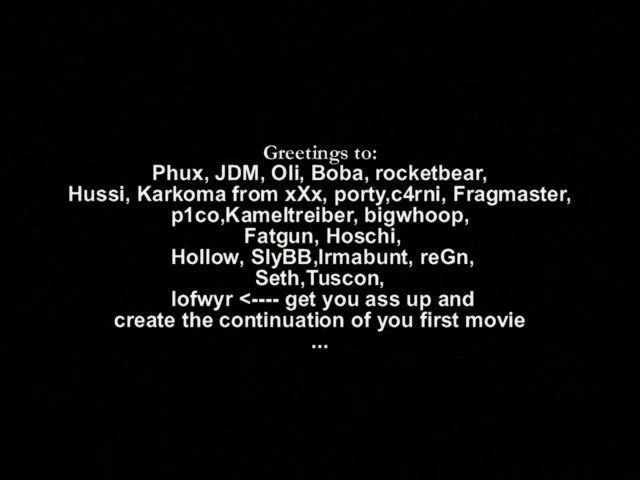 Greetings to:
Phux, JDM, Oli, Boba, rocketbear,
Hussi, Karkoma from xXx, porty,c4rni, Fragmaster,
p1co,Kameltreiber, bigwhoop,
Fatgun, Hoschi,
Hollow, SlyBB,Irmabunt, reGn,
Seth,Tuscon,
lofwyr <---- get you ass up and
create the continuation of you first movie
...